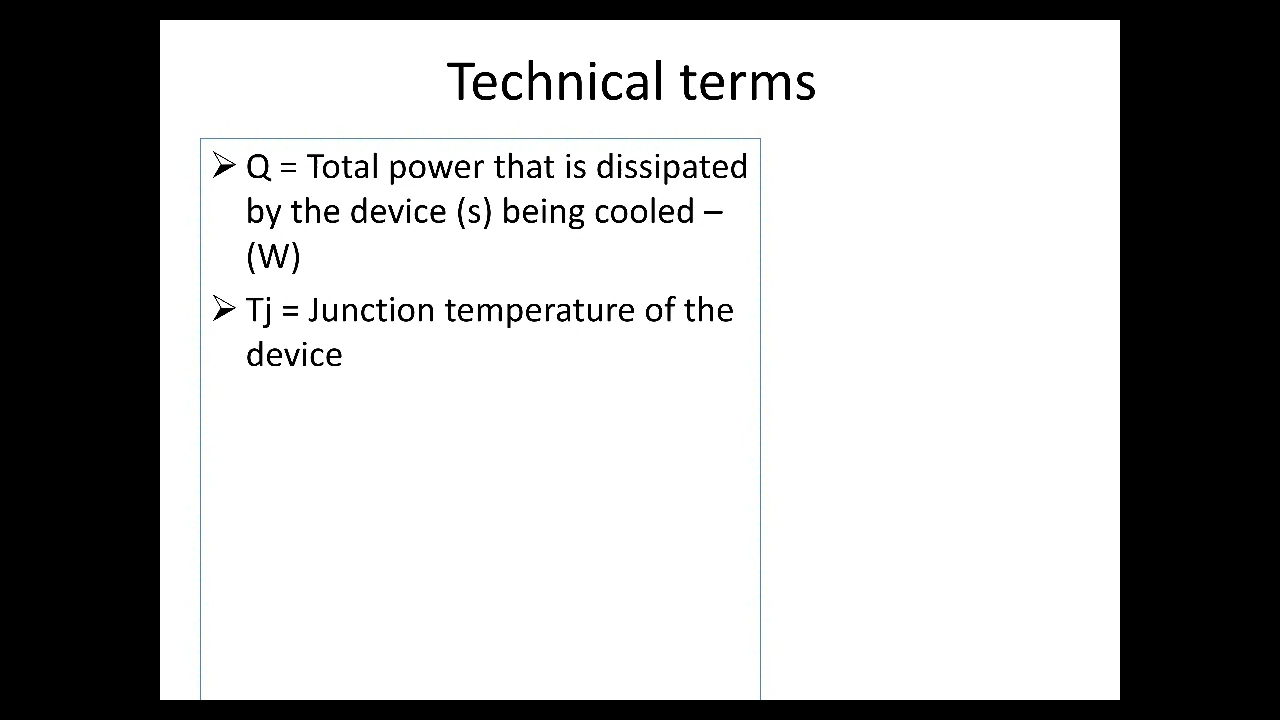 Technical terms
➢ Q = Total power that is dissipated
by the device (s) being cooled –
(W)
➢ Tj = Junction temperature of the
device